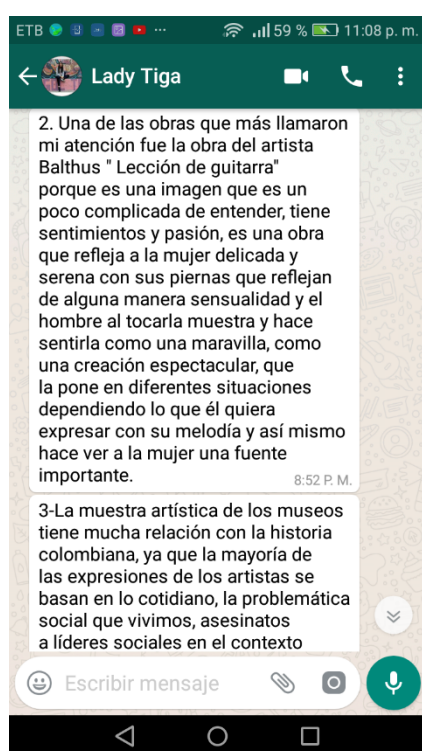 ETB 59 % 11:08 p. m.
Lady Tiga
2. Una de las obras que más llamaron
mi atención fue la obra del artista
Balthus " Lección de guitarra"
porque es una imagen que es un
poco complicada de entender, tiene
sentimientos y pasión, es una obra
que refleja a la mujer delicada y
serena con sus piernas que reflejan
de alguna manera sensualidad y el
hombre al tocarla muestra y hace
sentirla como una maravilla, como
una creación espectacular, que
la pone en diferentes situaciones
dependiendo lo que él quiera
expresar con su melodía y así mismo
hace ver a la mujer una fuente
importante.
8:52 P. M.
3-La muestra artística de los museos
tiene mucha relación con la historia
colombiana, ya que la mayoría de
las expresiones de los artistas se
basan en lo cotidiano, la problemática
social que vivimos, asesinatos
a líderes sociales en el contexto
Escribir mensaje